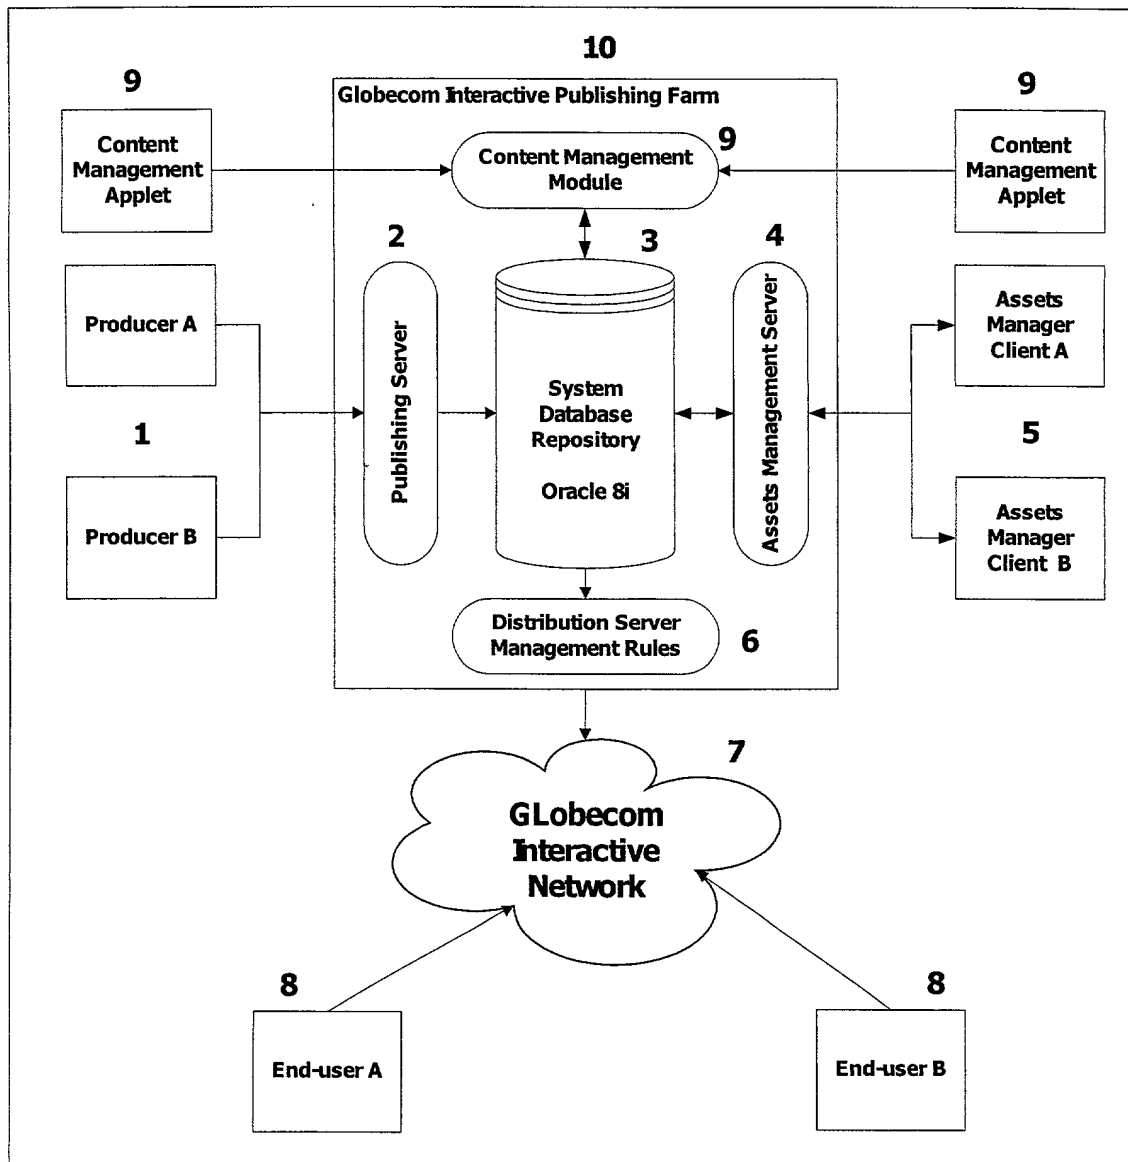 10
Globecom Interactive Publishing Farm
9
Content
Management
Applet
9
Content Management
Module
9
Content
Management
Applet
2
3
4
Producer A
1
Producer B
Publishing Server
System
Database
Repository
Oracle 8i
Assets Management Server
Assets
Manager
Client A
5
Assets
Manager
Client B
Distribution Server
Management Rules
6
7
GLobecom
Interactive
Network
8
End-user A
8
End-user B